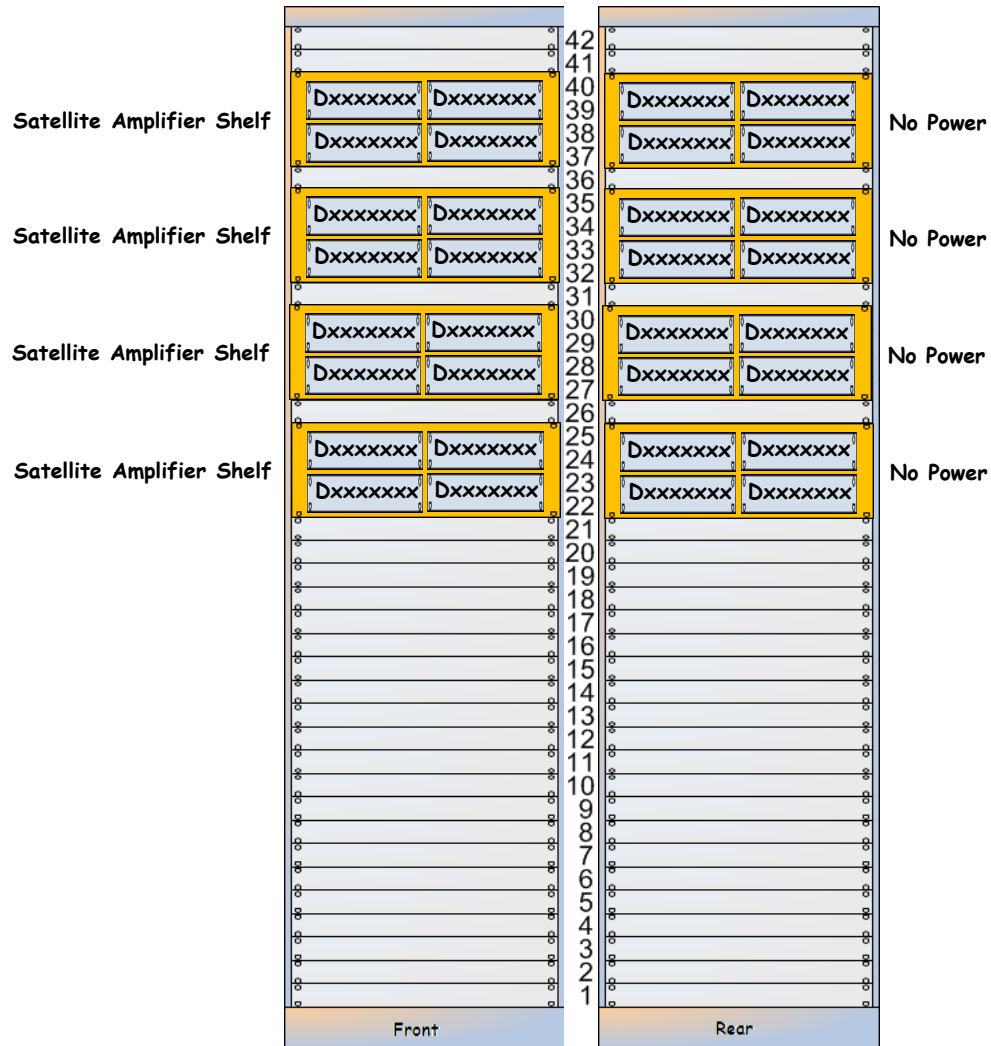 42
41
Dxxxxxxx Dxxxxxxx 40 Dxxxxxxx Dxxxxxxx
Satellite Amplifier Shelf 39 No Power
Dxxxxxxx Dxxxxxxx 38 Dxxxxxxx Dxxxxxxx
37
36
Dxxxxxxx Dxxxxxxx 35 Dxxxxxxx Dxxxxxxx
34
Satellite Amplifier Shelf 33 No Power
Dxxxxxxx Dxxxxxxx 32 Dxxxxxxx Dxxxxxxx
31
30
Dxxxxxxx Dxxxxxxx 29 Dxxxxxxx Dxxxxxxx
Satellite Amplifier Shelf 28 No Power
Dxxxxxxx Dxxxxxxx 27 Dxxxxxxx Dxxxxxxx
26
25
Dxxxxxxx Dxxxxxxx 24 Dxxxxxxx Dxxxxxxx
Satellite Amplifier Shelf 23 No Power
Dxxxxxxx Dxxxxxxx 22 Dxxxxxxx Dxxxxxxx
21
20
19
18
17
16
15
14
13
12
11
10
9
8
7
6
5
4
3
2
1
Front Rear